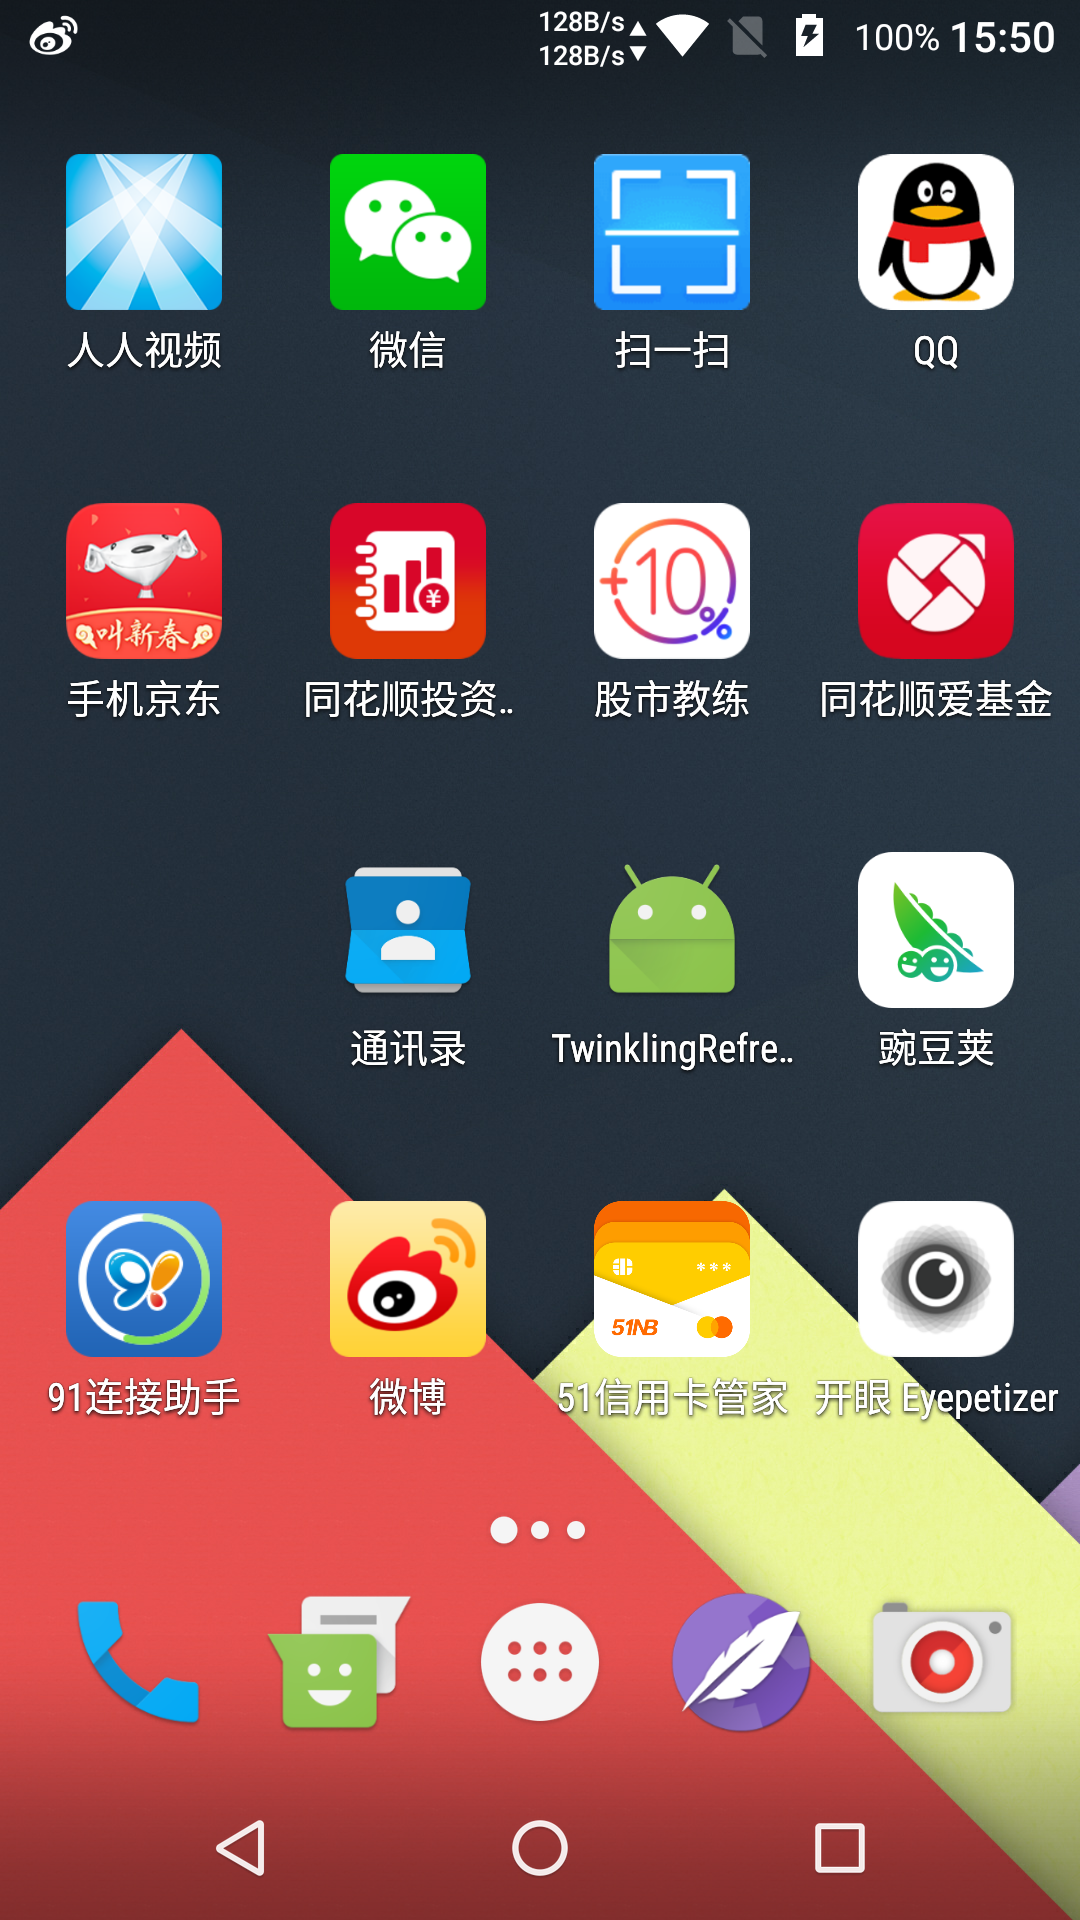 128B/s
128B/s
100% 15:50
人人视频 微信 扫一扫 QQ
叫新春
¥
+10%
手机京东 同花顺投资.. 股市教练 同花顺爱基金
通讯录 TwinklingRefre.. 豌豆荚
***
51NB
91连接助手 微博 51信用卡管家 开眼 Eyepetizer